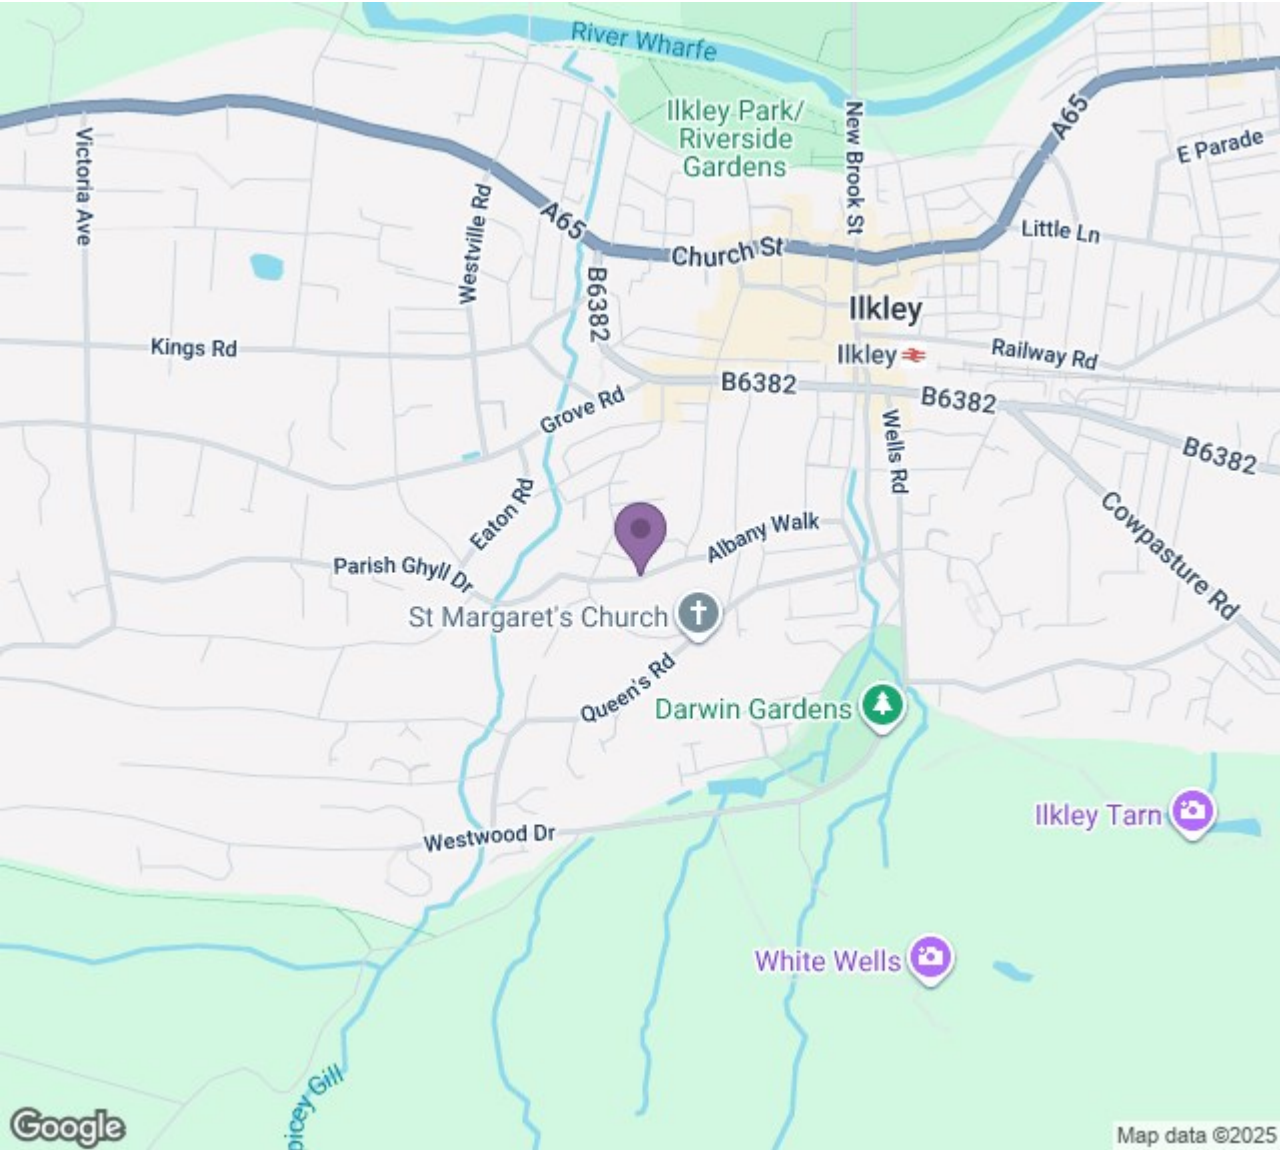 River Wharfe
Ilkley Park/
Riverside
Gardens
New Brook St
A65
E Parade
Victoria Ave
Westville Rd
A65
Church St
Little Ln
B6382
Ilkley
Kings Rd
Ilkley
Railway Rd
B6382
B6382
Grove Rd
Wells Rd
B6382
Eaton Rd
Albany Walk
Cowpasture Rd
Parish Ghyll Dr
St Margaret's Church
Queen's Rd
Darwin Gardens
Ilkley Tarn
Westwood Dr
White Wells
picey Gill
Google
Map data ©2025